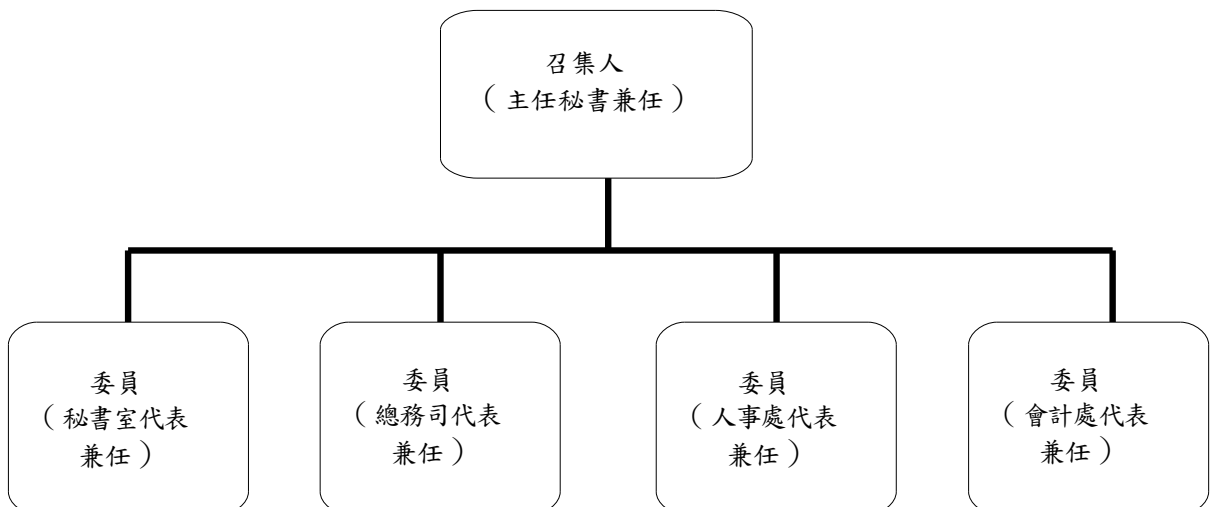 召集人
（主任秘書兼任）
委員
（秘書室代表
兼任）
委員
（總務司代表
兼任）
委員
（人事處代表
兼任）
委員
（會計處代表
兼任）